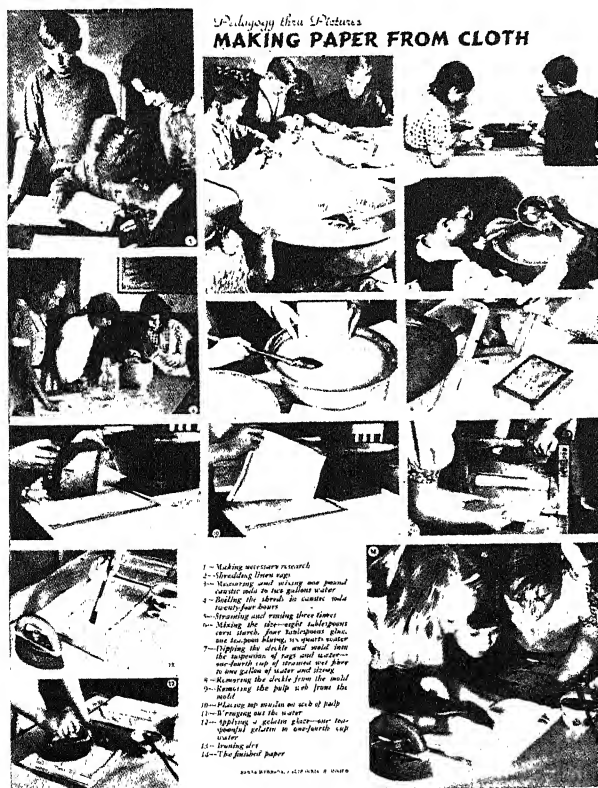 Pedagogy thru Pictures
MAKING PAPER FROM CLOTH
1—Making necessary research
2—Shredding linen rags
3—Measuring and mixing one pound
caustic soda to two gallons water
4—Boiling the shreds in caustic soda
twenty-four hours
5—Straining and rinsing three times
6—Mixing the size—eight tablespoons
corn starch, four tablespoons glue,
one teaspoon bluing, six quarts water
7—Dipping the deckle and mold into
the suspension of rags and water—
one-fourth cup of strained wet fiber
to one gallon of water and sizing
8—Removing the deckle from the mold
9—Removing the pulp web from the
mold
10—Placing top muslin on web of pulp
11—Wringing out the water
12—Applying a gelatin glaze—one tea-
spoonful gelatin to one-fourth cup
water
13—Ironing dry
14—The finished paper